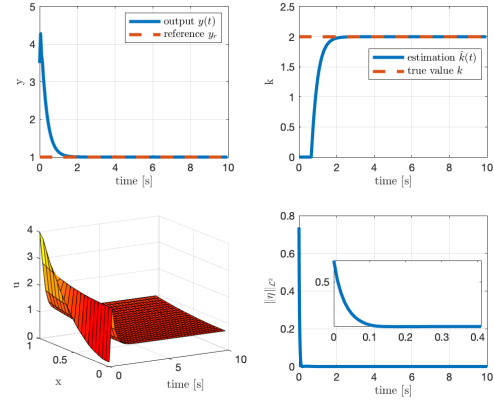 5
4
3
2
1
y
0 2 4 6 8 10
time [s]
output y(t)
reference y_r
2.5
2
1.5
1
0.5
0
k
0 2 4 6 8 10
time [s]
estimation k̂(t)
true value k
4
3
2
1
0
u
1
0.5
0
x
0
5
10
time [s]
0.8
0.6
0.4
0.2
0
||η||_{ℒ²}
0 2 4 6 8 10
time [s]
0.5
0 0.1 0.2 0.3 0.4